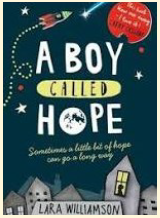 A BOY
CALLED
HOPE
Sometimes a little bit of hope
can go a long way
LARA WILLIAMSON